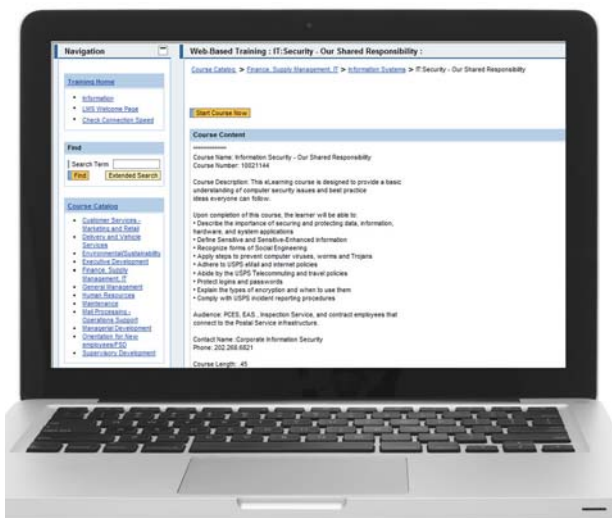 Navigation
Training Home
• Information
• LMS Welcome Page
• Check Connection Speed
Find
Search Term
Find Extended Search
Course Catalog
• Customer Services -
Marketing and Retail
• Delivery and Vehicle
Services
• Environmental/Sustainability
• Executive Development
• Finance, Supply
Management, IT
• General Management
• Human Resources
• Maintenance
• Mail Processing -
Operations Support
• Managerial Development
• Orientation for New
employees/FSD
• Supervisory Development
Web-Based Training : IT:Security - Our Shared Responsibility :
Course Catalog > Finance, Supply Management, IT > Information Systems > IT:Security - Our Shared Responsibility
Start Course Now
Course Content
**************
Course Name: Information Security - Our Shared Responsibility
Course Number: 10021144
Course Description: This eLearning course is designed to provide a basic
understanding of computer security issues and best practice
ideas everyone can follow.
Upon completion of this course, the learner will be able to:
• Describe the importance of securing and protecting data, information,
hardware, and system applications
• Define Sensitive and Sensitive-Enhanced information
• Recognize forms of Social Engineering
• Apply steps to prevent computer viruses, worms and Trojans
• Adhere to USPS eMail and internet policies
• Abide by the USPS Telecommuting and travel policies
• Protect logins and passwords
• Explain the types of encryption and when to use them
• Comply with USPS incident reporting procedures
Audience: PCES, EAS , Inspection Service, and contract employees that
connect to the Postal Service infrastructure.
Contact Name: Corporate Information Security
Phone: 202.268.6821
Course Length: .45